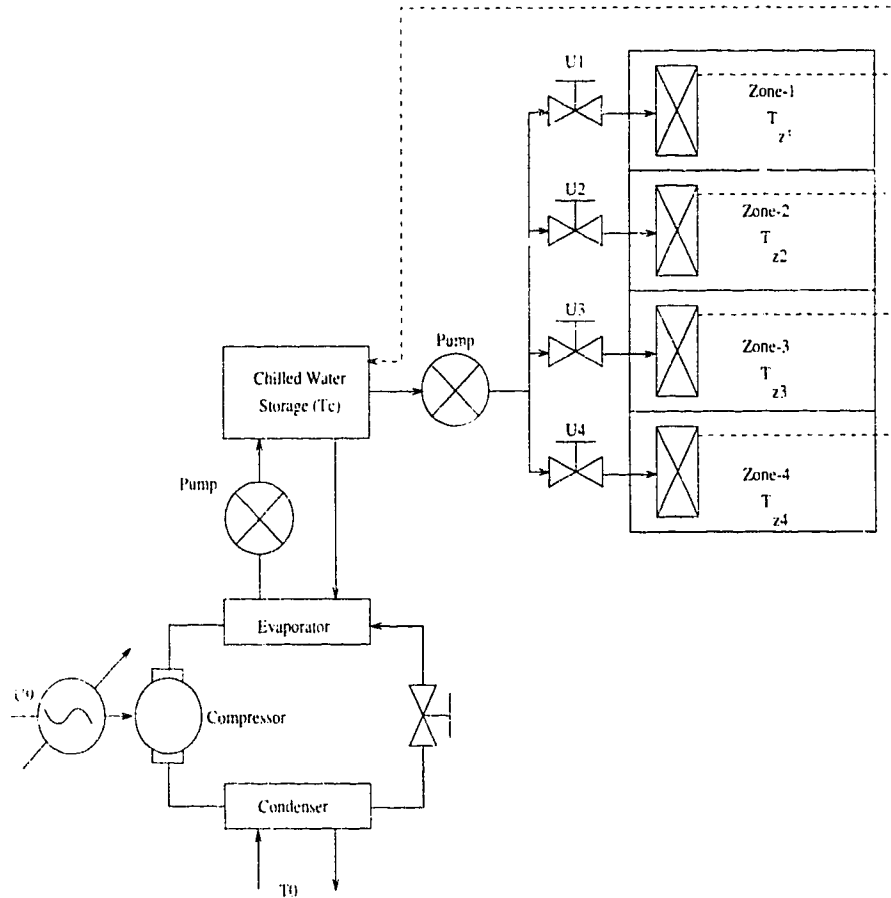 U1
Zone-1
T
z
U2
Zone-2
T
z2
U3
Zone-3
T
z3
Pump
Chilled Water
Storage (Tc)
U4
Zone-4
T
z4
Pump
Evaporator
Compressor
Condenser
T0